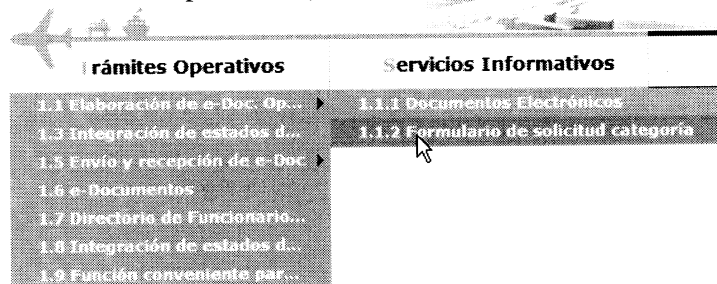 Trámites Operativos
Servicios Informativos
1.1 Elaboración de e-Doc. Op...
1.1.1 Documentos Electrónicos
1.3 Integración de estados d...
1.1.2 Formulario de solicitud categoría
1.5 Envío y recepción de e-Doc
1.6 e-Documentos
1.7 Directorio de Funcionario...
1.8 Integración de estados d...
1.9 Función conveniente par...